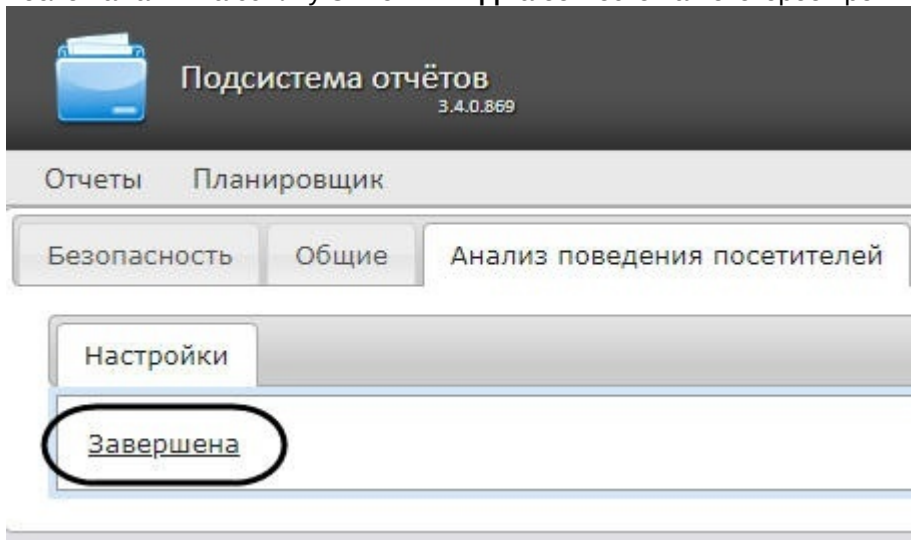 Подсистема отчётов
3.4.0.869
Отчеты Планировщик
Безопасность Общие Анализ поведения посетителей
Настройки
Завершена